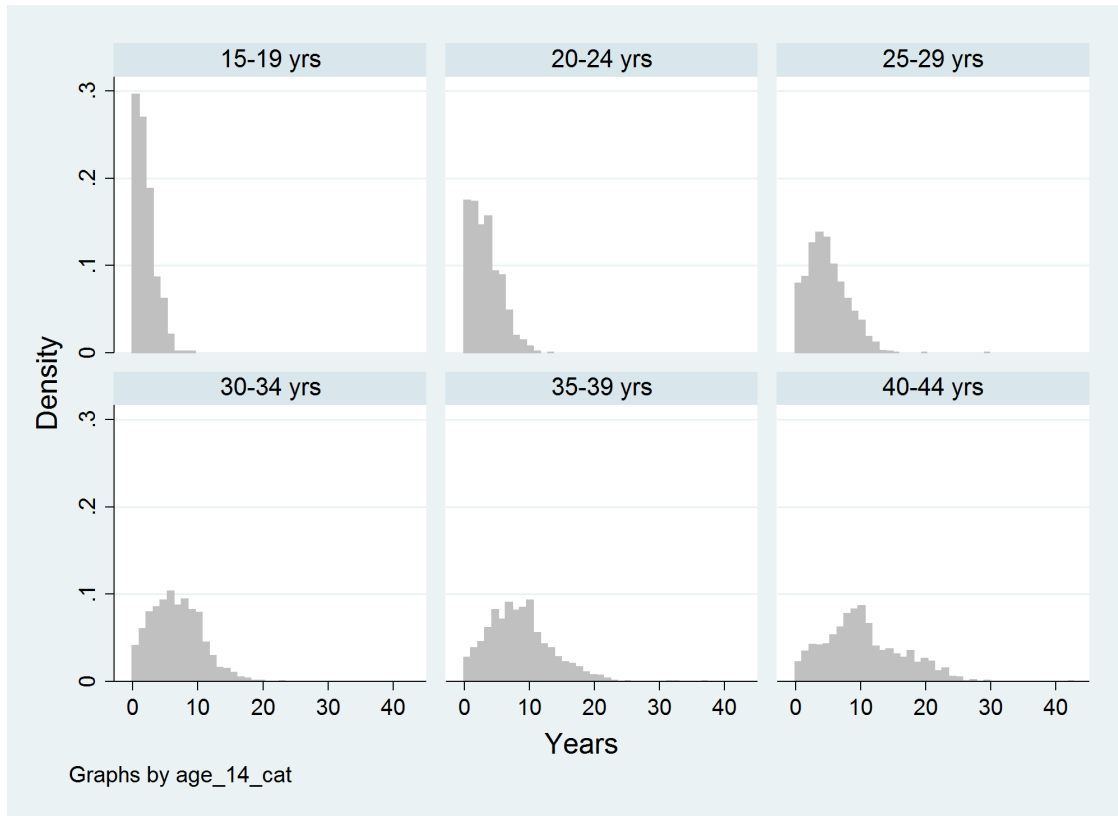 15-19 yrs 20-24 yrs 25-29 yrs
.3
.2
.1
0
Density
30-34 yrs 35-39 yrs 40-44 yrs
.3
.2
.1
0
0 10 20 30 40 0 10 20 30 40 0 10 20 30 40
Years
Graphs by age_14_cat